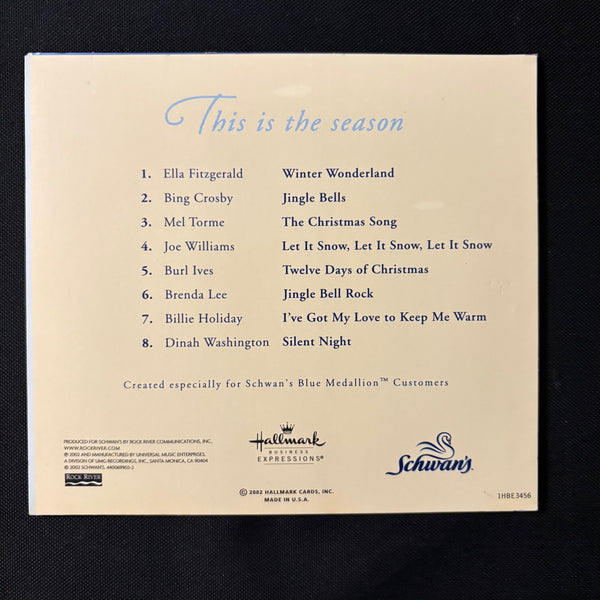 This is the season
1. Ella Fitzgerald Winter Wonderland
2. Bing Crosby Jingle Bells
3. Mel Torme The Christmas Song
4. Joe Williams Let It Snow, Let It Snow, Let It Snow
5. Burl Ives Twelve Days of Christmas
6. Brenda Lee Jingle Bell Rock
7. Billie Holiday I've Got My Love to Keep Me Warm
8. Dinah Washington Silent Night
Created especially for Schwan's Blue Medallion™ Customers
PRODUCED FOR SCHWAN'S BY ROCK RIVER COMMUNICATIONS, INC.,
WWW.ROCKRIVER.COM
℗ 2002 AND MANUFACTURED BY UNIVERSAL MUSIC ENTERPRISES,
A DIVISION OF UMG RECORDINGS, INC., SANTA MONICA, CA 90404
© 2002 SCHWAN'S. 440069903-2
ROCK RIVER
Hallmark
BUSINESS
EXPRESSIONS®
Schwan's
© 2002 HALLMARK CARDS, INC.
MADE IN U.S.A.
1HBE3456